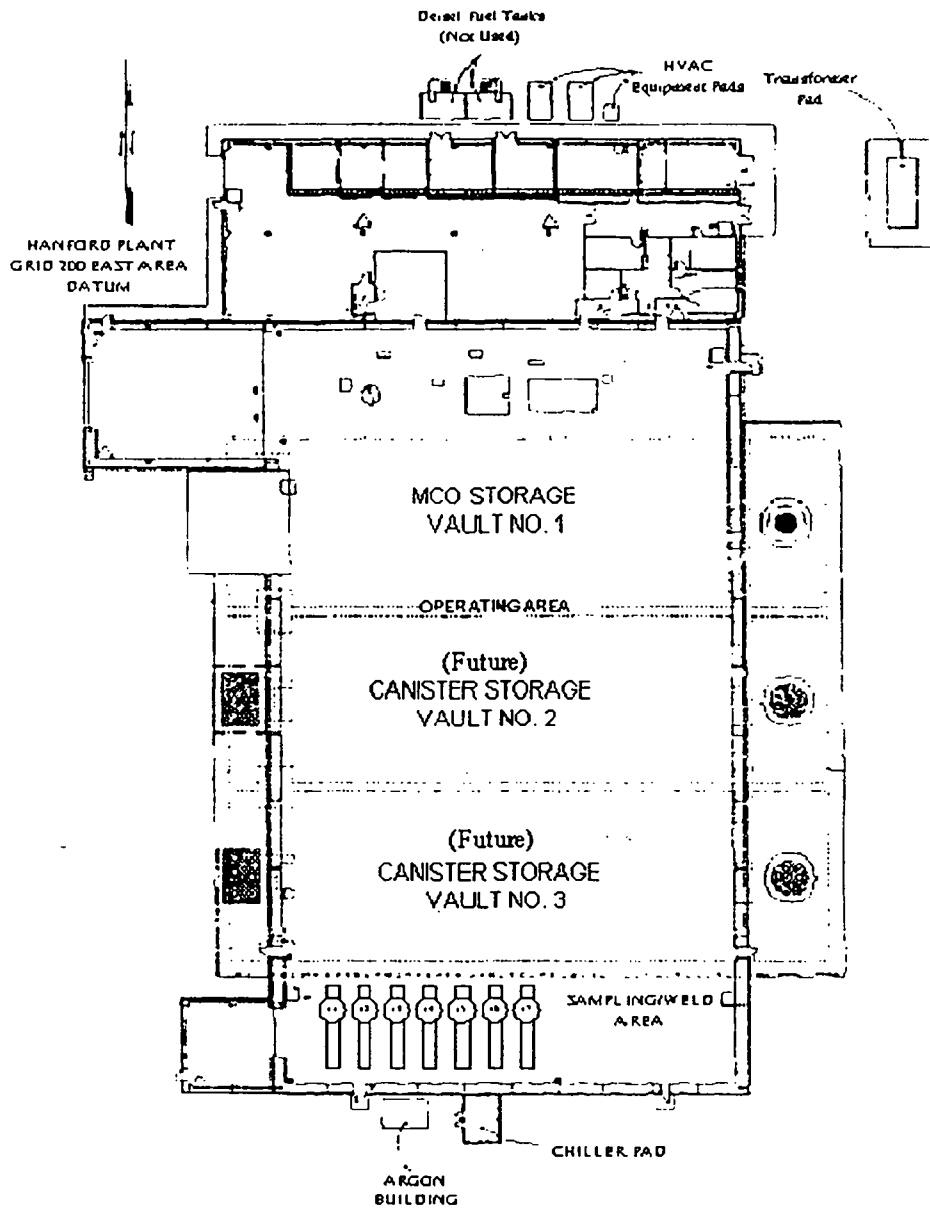 Deisel Fuel Tanks
(Not Used)
HVAC
Equipment Pads
Transformer
Pad
HANFORD PLANT
GRID 200 EAST AREA
DATUM
MCO STORAGE
VAULT NO. 1
OPERATING AREA
(Future)
CANISTER STORAGE
VAULT NO. 2
(Future)
CANISTER STORAGE
VAULT NO. 3
SAMPLING/WELD
AREA
CHILLER PAD
ARGON
BUILDING